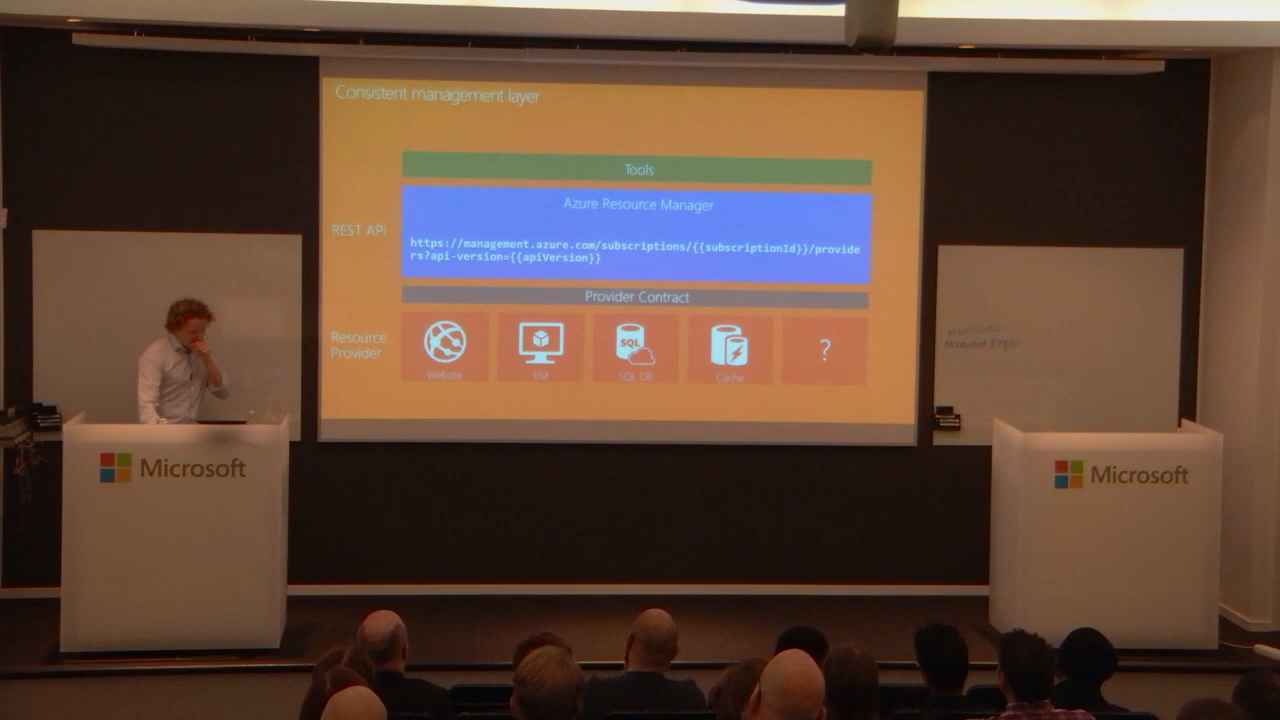 Consistent management layer
Tools
Azure Resource Manager
REST API
https://management.azure.com/subscriptions/{{subscriptionId}}/provide
rs?api-version={{apiVersion}}
Provider Contract
Resource
Provider
SQL
?
Website
VM
SQL DB
Cache
Microsoft
Microsoft